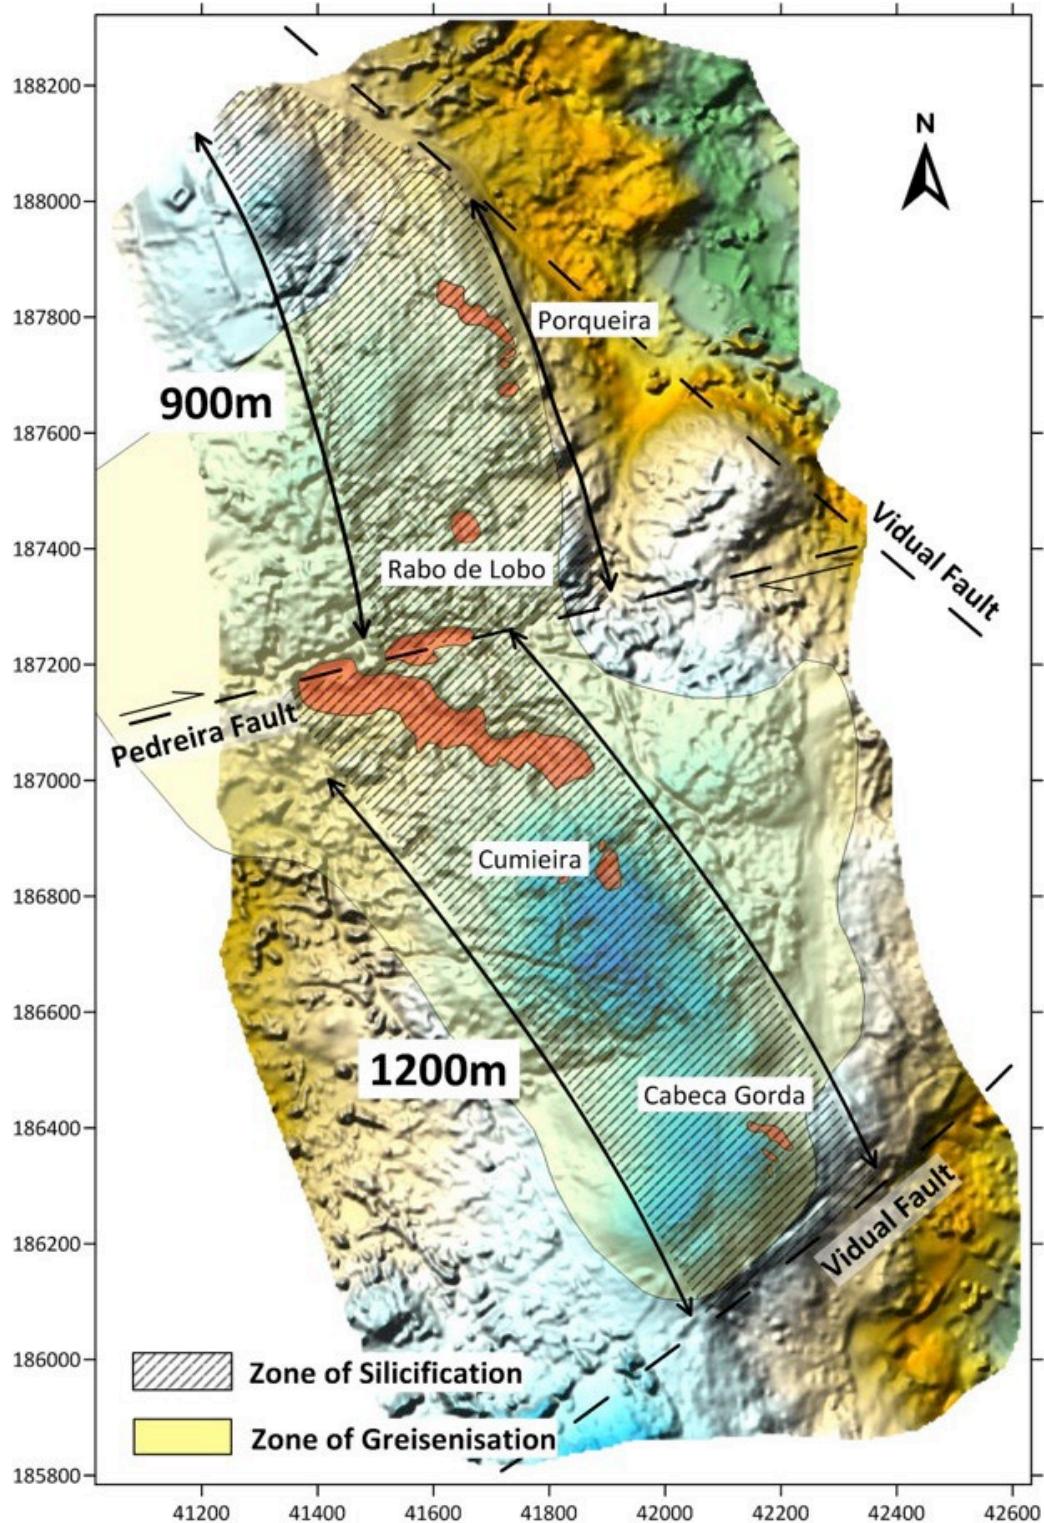 188200
188000
187800
187600
187400
187200
187000
186800
186600
186400
186200
186000
185800
N
Porqueira
900m
Vidual Fault
Rabo de Lobo
Pedreira Fault
Cumieira
1200m
Cabeca Gorda
Vidual Fault
Zone of Silicification
Zone of Greisenisation
41200 41400 41600 41800 42000 42200 42400 42600